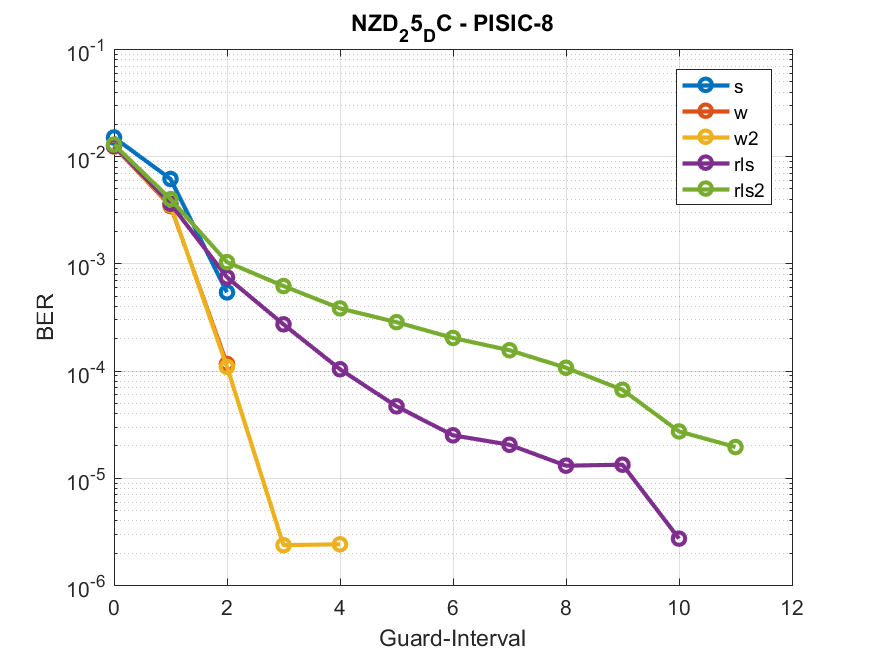 NZD₂5_DC - PISIC-8
10⁻¹
10⁻²
10⁻³
10⁻⁴
10⁻⁵
10⁻⁶
BER
s
w
w2
rls
rls2
0 2 4 6 8 10 12
Guard-Interval